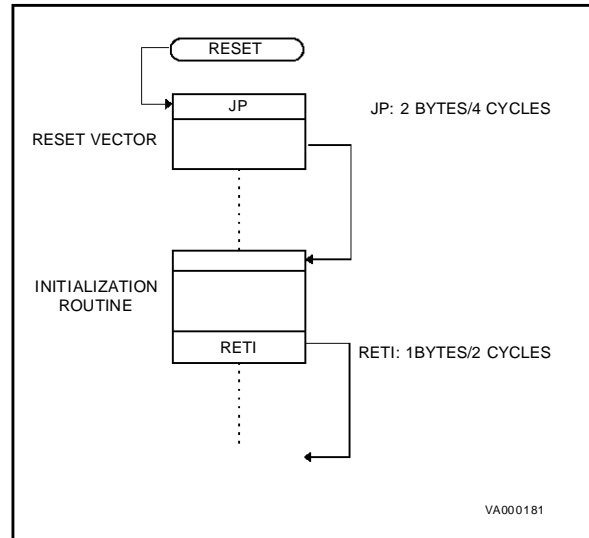 RESET
JP
JP: 2 BYTES/4 CYCLES
RESET VECTOR
INITIALIZATION
ROUTINE
RETI
RETI: 1BYTES/2 CYCLES
VA000181